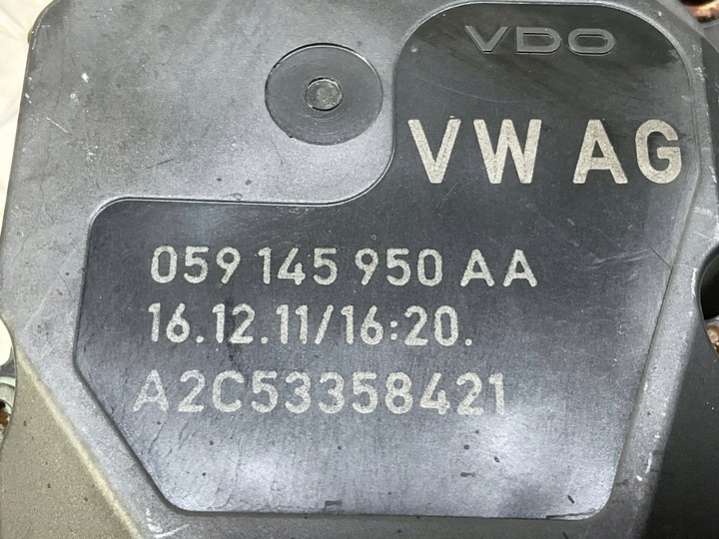 VDO
VW AG
059 145 950 AA
16.12.11/16:20.
A2C53358421